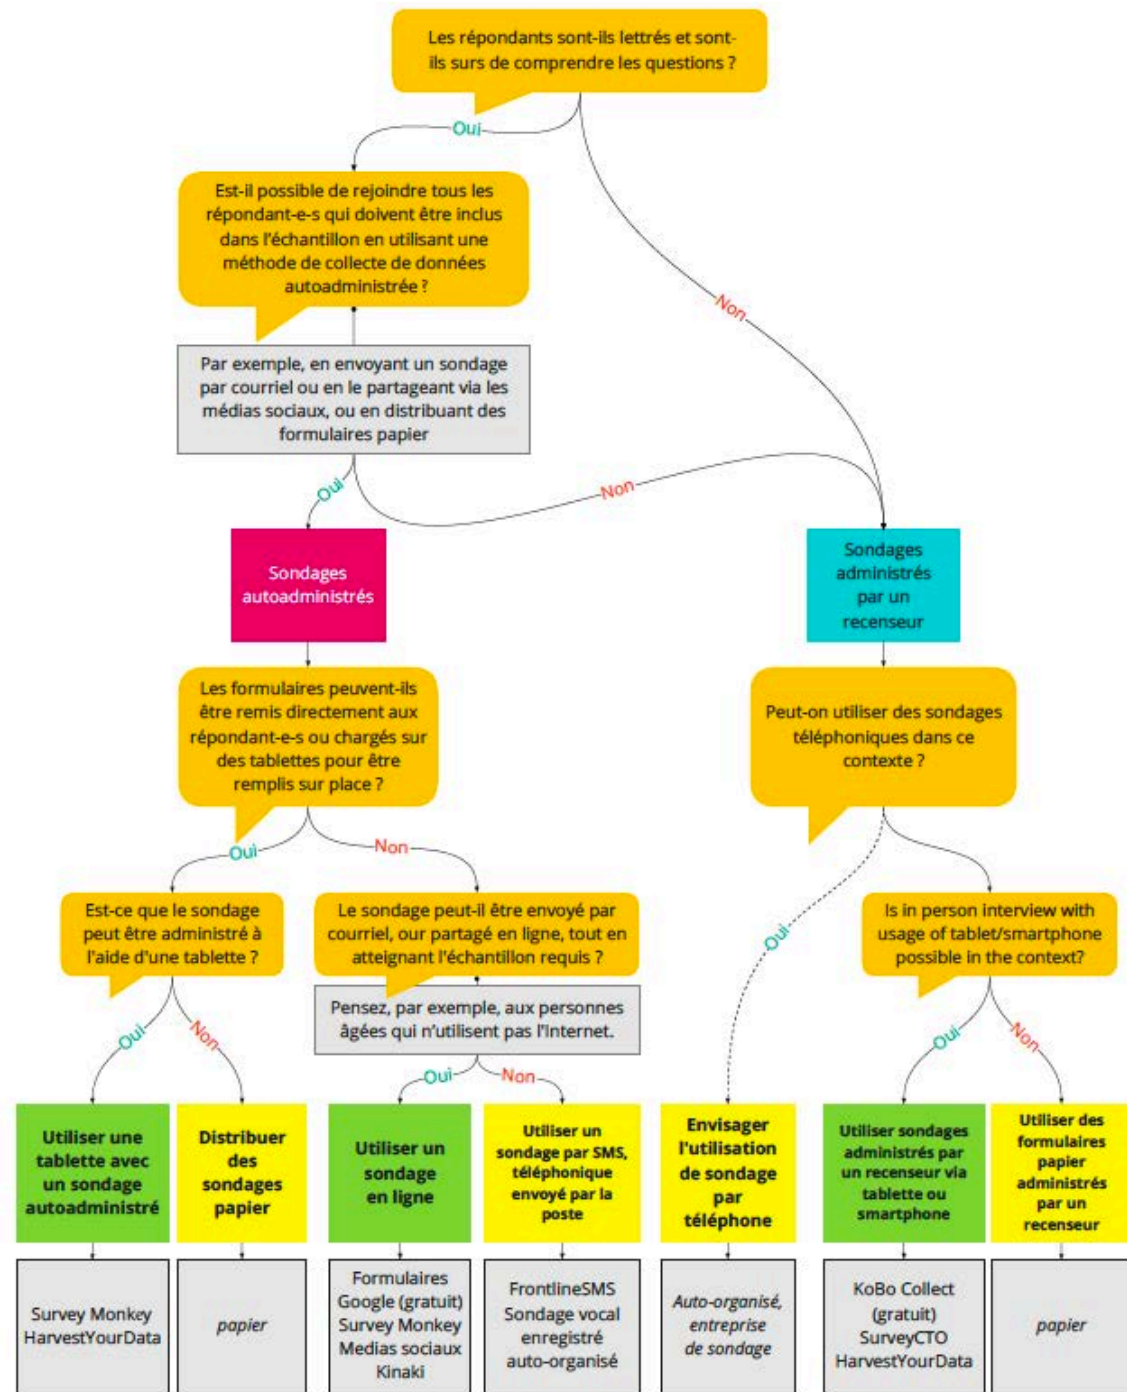 Les répondants sont-ils lettrés et sont-
ils surs de comprendre les questions ?
Oui
Non
Est-il possible de rejoindre tous les
répondant-e-s qui doivent être inclus
dans l'échantillon en utilisant une
méthode de collecte de données
autoadministrée ?
Par exemple, en envoyant un sondage
par courriel ou en le partageant via les
médias sociaux, ou en distribuant des
formulaires papier
Oui
Non
Sondages
autoadministrés
Sondages
administrés
par un
recenseur
Les formulaires peuvent-ils
être remis directement aux
répondant-e-s ou chargés sur
des tablettes pour être
remplis sur place ?
Peut-on utiliser des sondages
téléphoniques dans ce
contexte ?
Oui
Non
Oui
Est-ce que le sondage
peut être administré à
l'aide d'une tablette ?
Le sondage peut-il être envoyé par
courriel, our partagé en ligne, tout en
atteignant l'échantillon requis ?
Pensez, par exemple, aux personnes
âgées qui n'utilisent pas l'Internet.
Is in person interview with
usage of tablet/smartphone
possible in the context?
Oui
Non
Oui
Non
Oui
Non
Utiliser une
tablette avec
un sondage
autoadministré
Distribuer
des
sondages
papier
Utiliser un
sondage
en ligne
Utiliser un
sondage par SMS,
téléphonique
envoyé par la
poste
Envisager
l'utilisation
de sondage
par
téléphone
Utiliser sondages
administrés par
un recenseur via
tablette ou
smartphone
Utiliser des
formulaires
papier
administrés
par un
recenseur
Survey Monkey
HarvestYourData
papier
Formulaires
Google (gratuit)
Survey Monkey
Medias sociaux
Kinaki
FrontlineSMS
Sondage vocal
enregistré
auto-organisé
Auto-organisé,
entreprise
de sondage
KoBo Collect
(gratuit)
SurveyCTO
HarvestYourData
papier